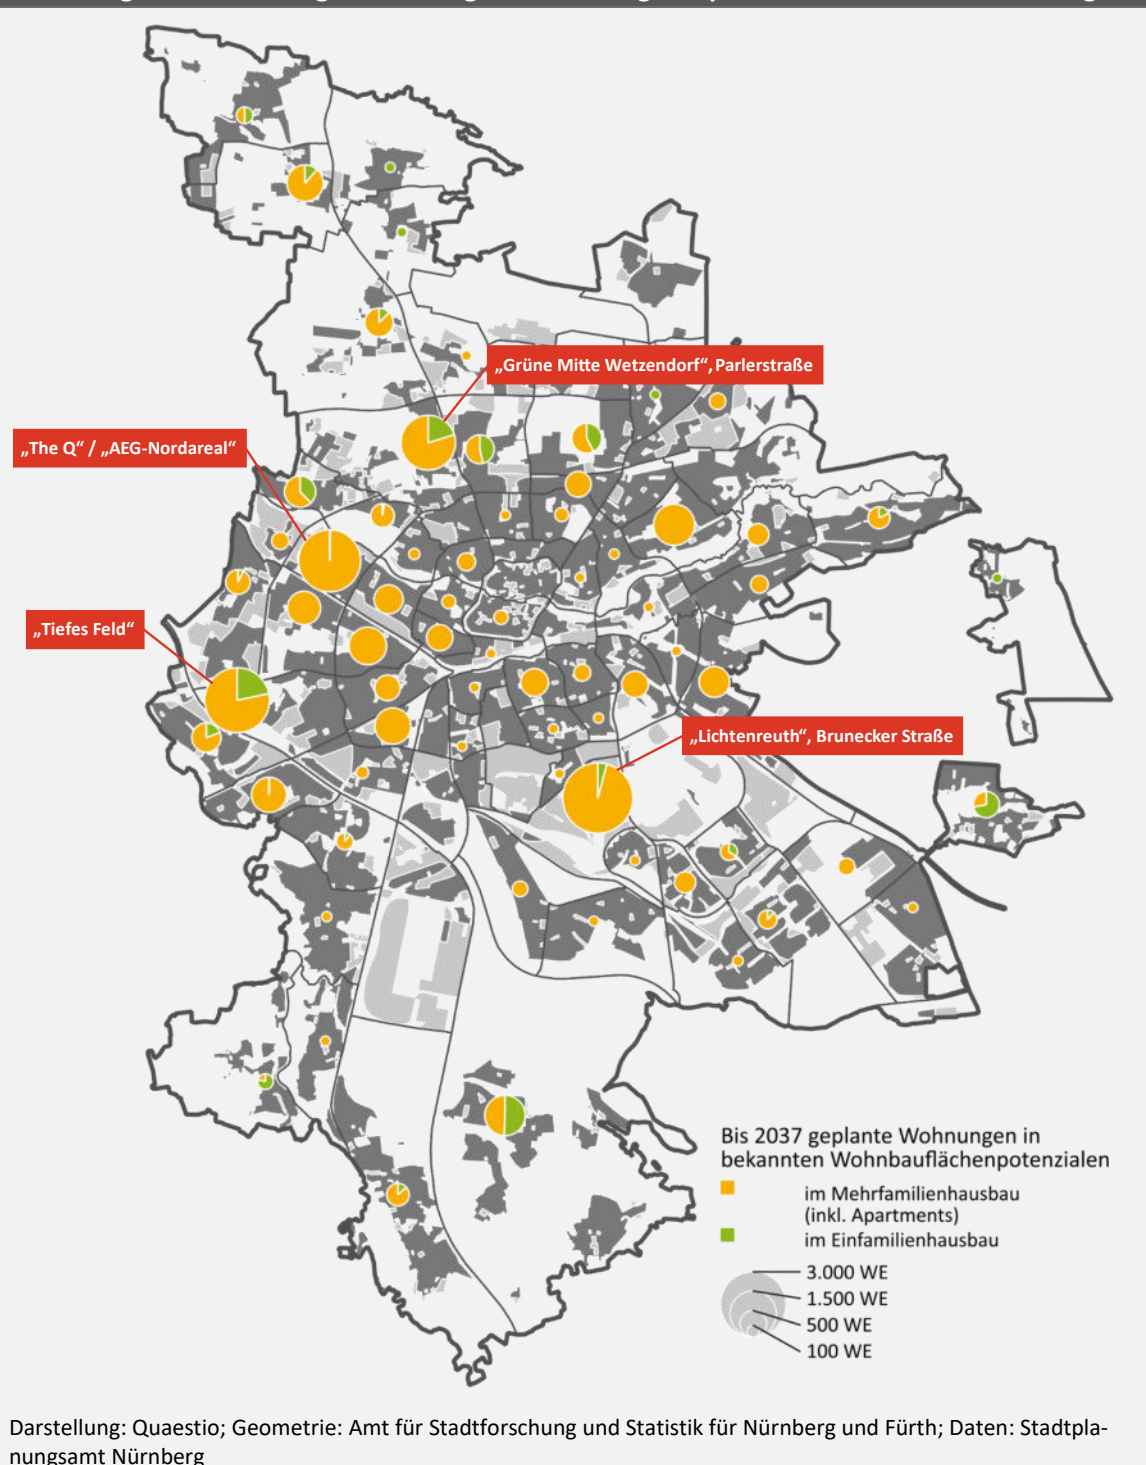 „Grüne Mitte Wetzendorf“, Parlerstraße
„The Q“ / „AEG-Nordareal“
„Tiefes Feld“
„Lichtenreuth“, Brunecker Straße
Bis 2037 geplante Wohnungen in
bekannten Wohnbauflächenpotenzialen
im Mehrfamilienhausbau
(inkl. Apartments)
im Einfamilienhausbau
3.000 WE
1.500 WE
500 WE
100 WE
Darstellung: Quaestio; Geometrie: Amt für Stadtforschung und Statistik für Nürnberg und Fürth; Daten: Stadtpla-
nungsamt Nürnberg